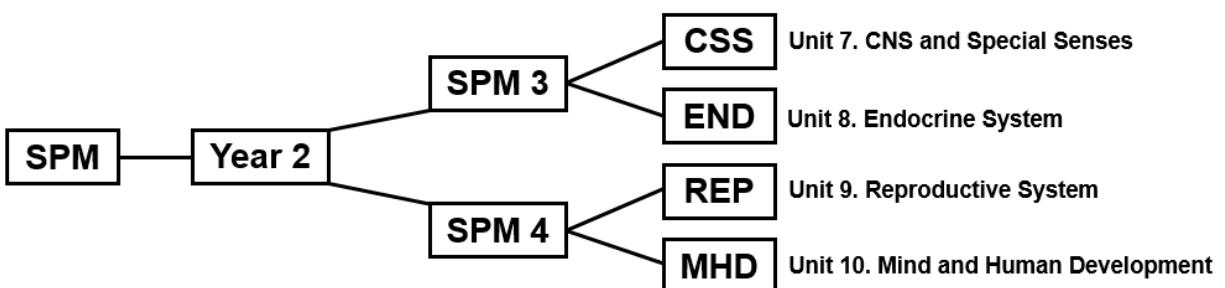 SPM
Year 2
SPM 3
CSS Unit 7. CNS and Special Senses
END Unit 8. Endocrine System
SPM 4
REP Unit 9. Reproductive System
MHD Unit 10. Mind and Human Development